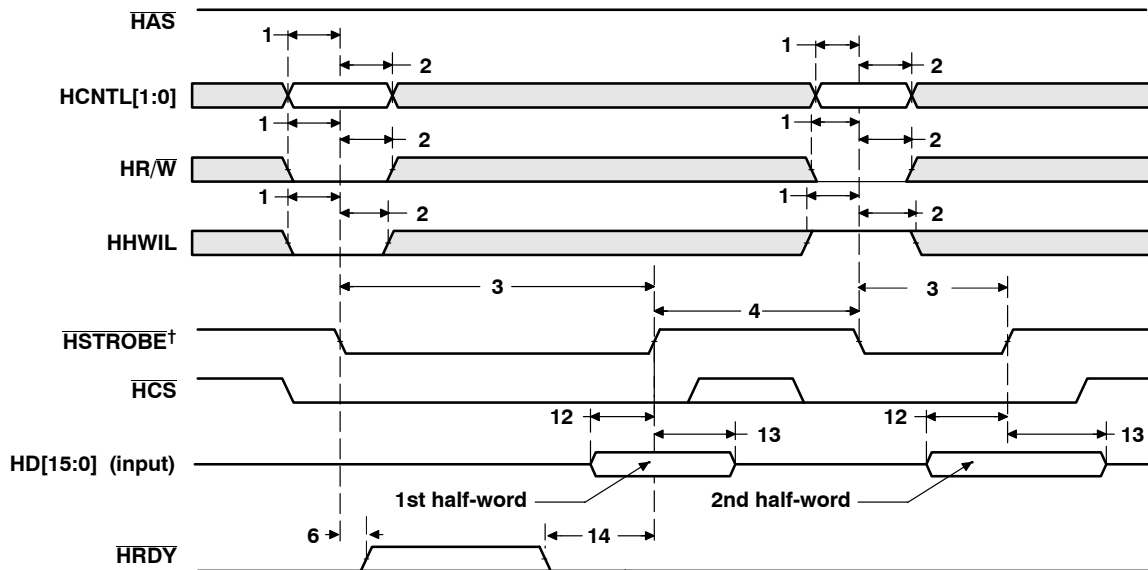 HAS
1
2
1
2
HCNTL[1:0]
1
2
1
2
HR/W
1
2
1
2
HHWIL
3
3
4
HSTROBE†
HCS
12
13
12
13
HD[15:0] (input)
1st half-word
2nd half-word
6
14
HRDY